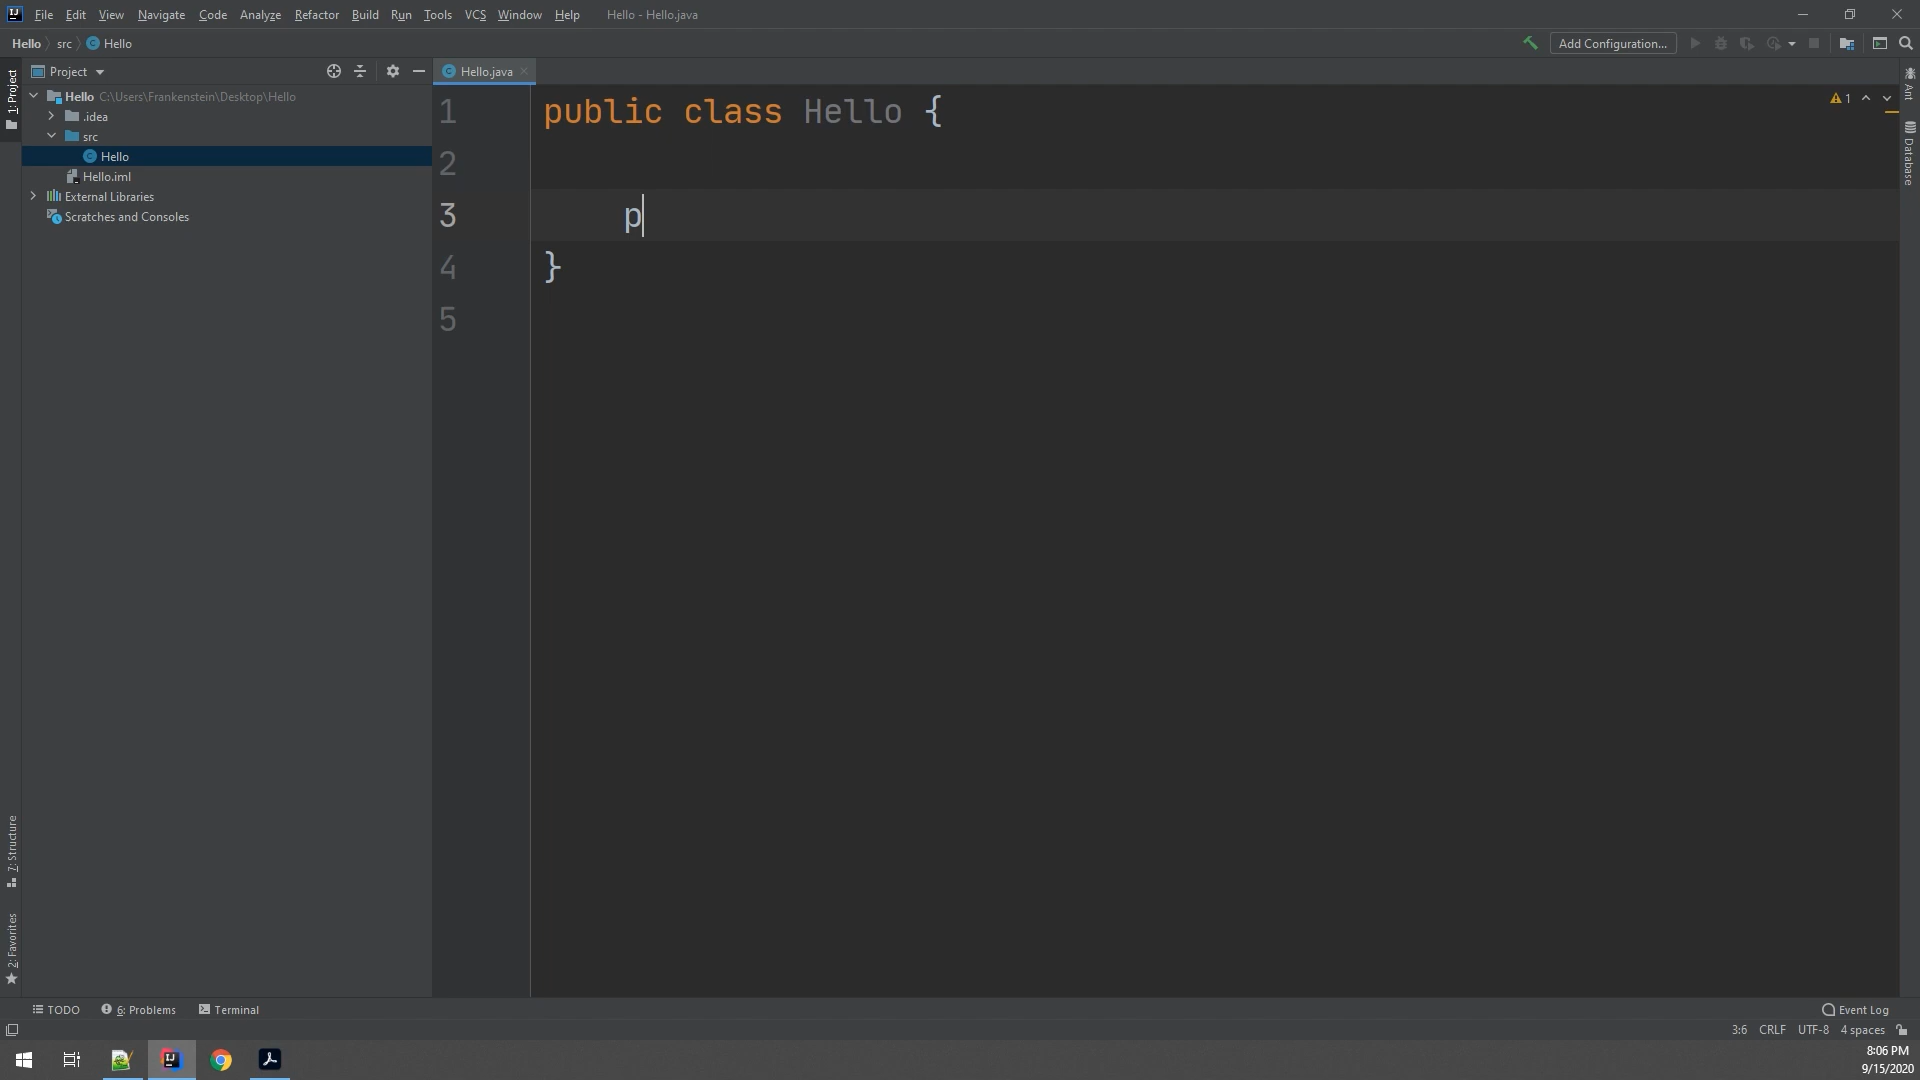 IJ File Edit View Navigate Code Analyze Refactor Build Run Tools VCS Window Help Hello - Hello.java
Hello src C Hello Add Configuration...
Project
C Hello.java
1: Project
Hello C:\Users\Frankenstein\Desktop\Hello
.idea
src
C Hello
Hello.iml
External Libraries
Scratches and Consoles
1 public class Hello {
2
3 p
4 }
5
1
Ant
Database
7: Structure
2: Favorites
TODO 6: Problems Terminal Event Log
3:6 CRLF UTF-8 4 spaces
IJ
8:06 PM
9/15/2020